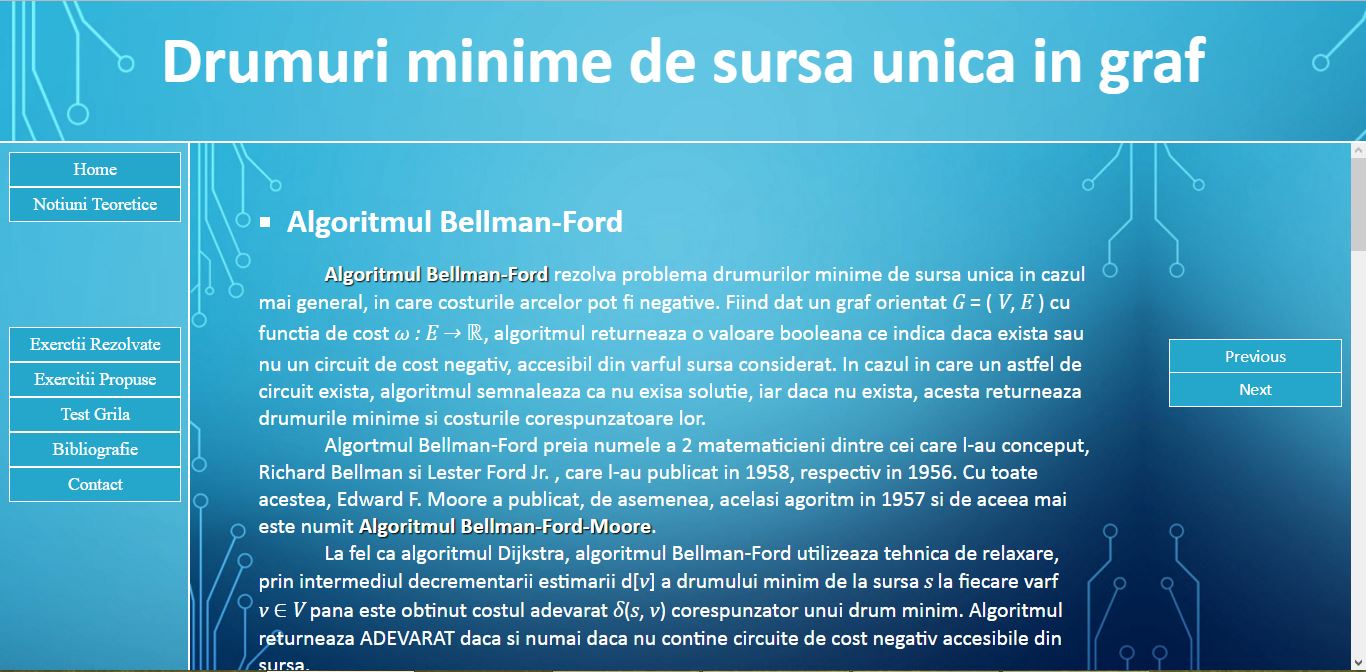 Drumuri minime de sursa unica in graf
Home
Notiuni Teoretice
Exerctii Rezolvate
Exercitii Propuse
Test Grila
Bibliografie
Contact
▪ Algoritmul Bellman-Ford
Algoritmul Bellman-Ford rezolva problema drumurilor minime de sursa unica in cazul
mai general, in care costurile arcelor pot fi negative. Fiind dat un graf orientat G = ( V, E ) cu
functia de cost ω : E → ℝ, algoritmul returneaza o valoare booleana ce indica daca exista sau
nu un circuit de cost negativ, accesibil din varful sursa considerat. In cazul in care un astfel de
circuit exista, algoritmul semnaleaza ca nu exisa solutie, iar daca nu exista, acesta returneaza
drumurile minime si costurile corespunzatoare lor.
Algortmul Bellman-Ford preia numele a 2 matematicieni dintre cei care l-au conceput,
Richard Bellman si Lester Ford Jr. , care l-au publicat in 1958, respectiv in 1956. Cu toate
acestea, Edward F. Moore a publicat, de asemenea, acelasi agoritm in 1957 si de aceea mai
este numit Algoritmul Bellman-Ford-Moore.
La fel ca algoritmul Dijkstra, algoritmul Bellman-Ford utilizeaza tehnica de relaxare,
prin intermediul decrementarii estimarii d[v] a drumului minim de la sursa s la fiecare varf
v ∈ V pana este obtinut costul adevarat δ(s, v) corespunzator unui drum minim. Algoritmul
returneaza ADEVARAT daca si numai daca nu contine circuite de cost negativ accesibile din
sursa.
Previous
Next